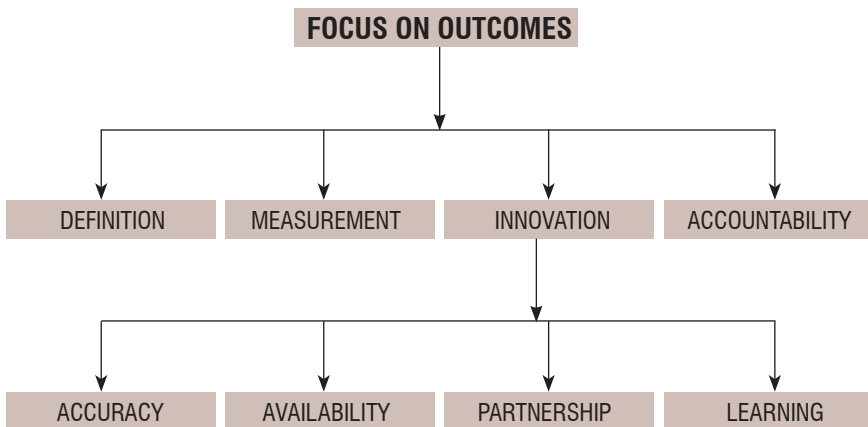 FOCUS ON OUTCOMES
DEFINITION
MEASUREMENT
INNOVATION
ACCOUNTABILITY
ACCURACY
AVAILABILITY
PARTNERSHIP
LEARNING